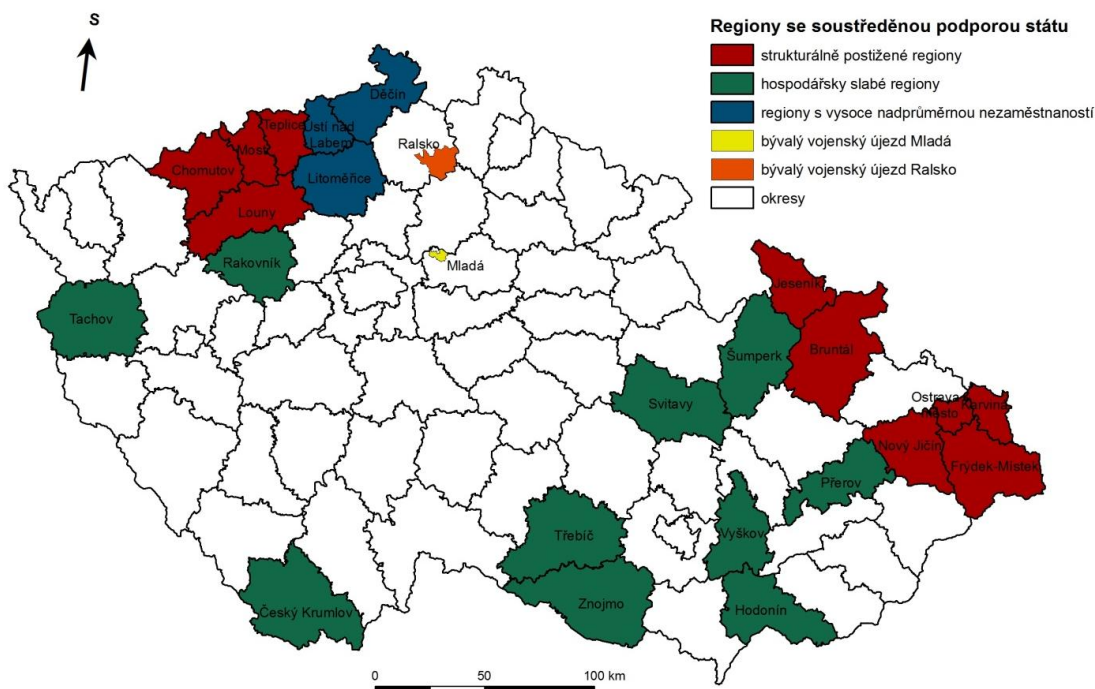 S
Regiony se soustředěnou podporou státu
strukturálně postižené regiony
hospodářsky slabé regiony
regiony s vysoce nadprůměrnou nezaměstnaností
bývalý vojenský újezd Mladá
bývalý vojenský újezd Ralsko
okresy
Děčín
Teplice
Ústí nad
Labem
Ralsko
Most
Chomutov
Litoměřice
Louny
Rakovník
Mladá
Tachov
Jeseník
Bruntál
Šumperk
Svitavy
Ostrava
město
Karviná
Nový Jičín
Frýdek-Místek
Přerov
Vyškov
Třebíč
Znojmo
Hodonín
Český Krumlov
0 50 100 km